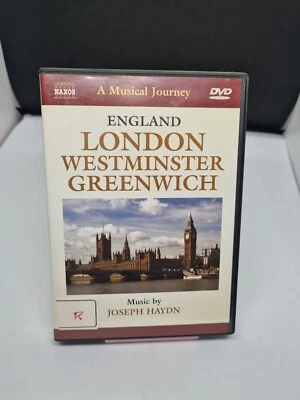 NAXOS
A Musical Journey
DVD
ENGLAND
LONDON
WESTMINSTER
GREENWICH
Music by
JOSEPH HAYDN
R